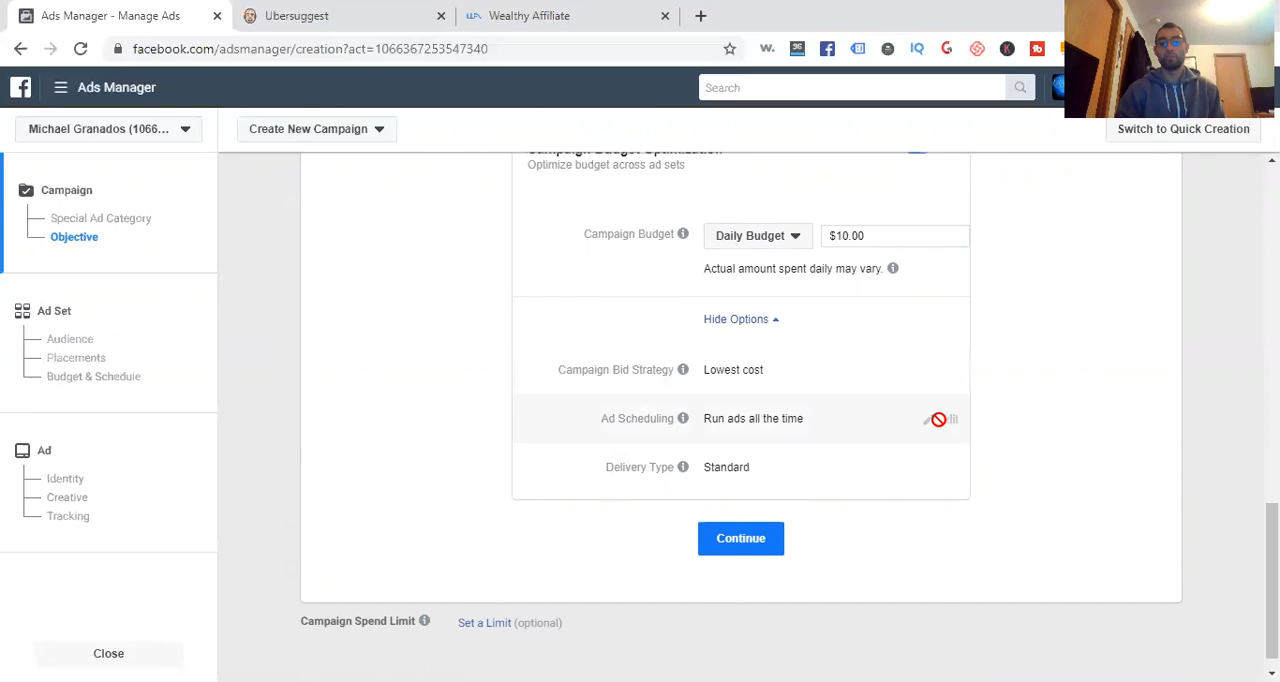 Ads Manager - Manage Ads
Ubersuggest
Wealthy Affiliate
facebook.com/adsmanager/creation?act=1066367253547340
Ads Manager
Search
Michael Granados (1066...
Create New Campaign
Switch to Quick Creation
Campaign
Special Ad Category
Objective
Ad Set
Audience
Placements
Budget & Schedule
Ad
Identity
Creative
Tracking
Close
Campaign Budget Optimization
Optimize budget across ad sets
Campaign Budget
Daily Budget
$10.00
Actual amount spent daily may vary.
Hide Options
Campaign Bid Strategy
Lowest cost
Ad Scheduling
Run ads all the time
Delivery Type
Standard
Continue
Campaign Spend Limit
Set a Limit (optional)